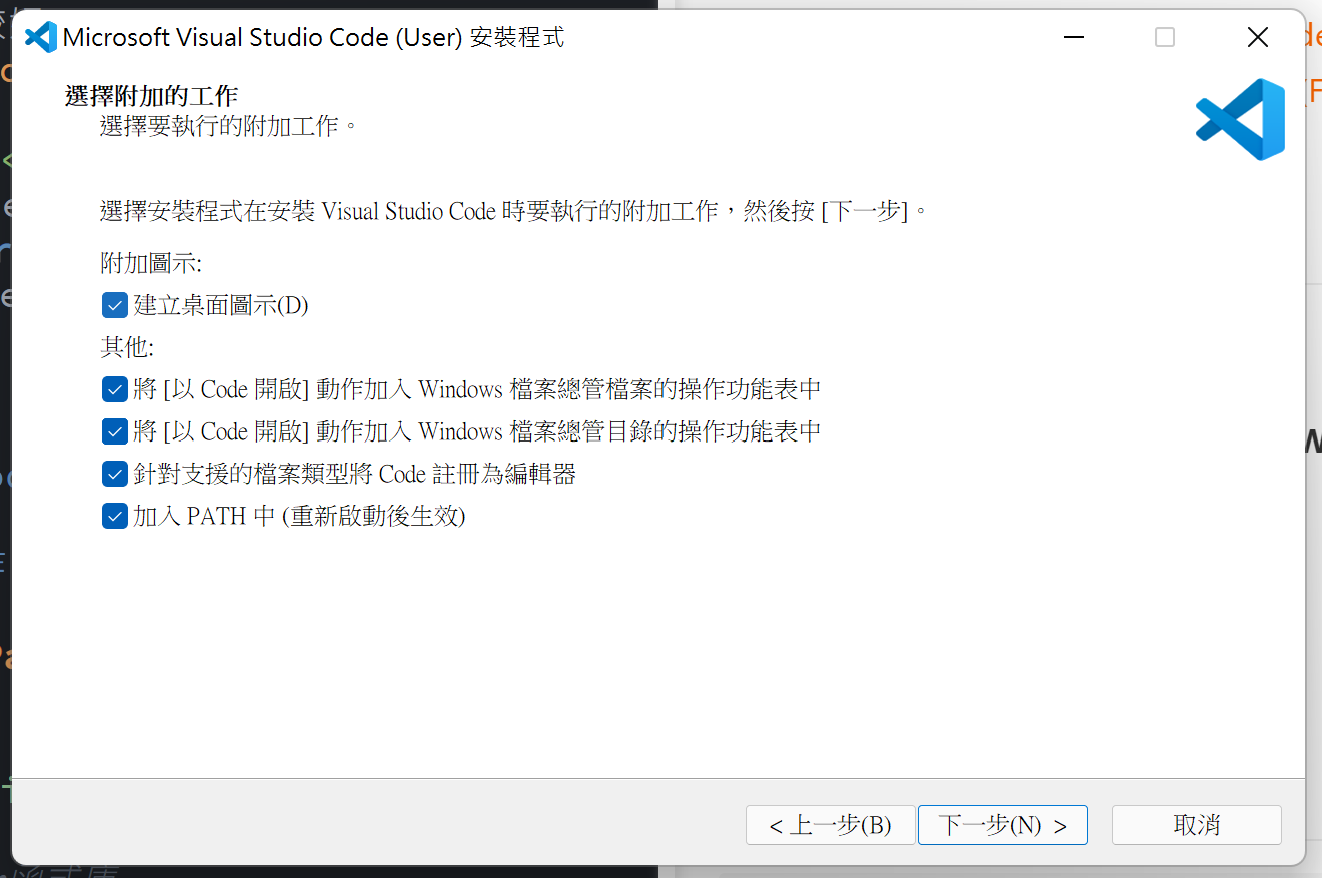 Microsoft Visual Studio Code (User) 安裝程式
選擇附加的工作
選擇要執行的附加工作。
選擇安裝程式在安裝 Visual Studio Code 時要執行的附加工作，然後按 [下一步]。
附加圖示:
建立桌面圖示(D)
其他:
將 [以 Code 開啟] 動作加入 Windows 檔案總管檔案的操作功能表中
將 [以 Code 開啟] 動作加入 Windows 檔案總管目錄的操作功能表中
針對支援的檔案類型將 Code 註冊為編輯器
加入 PATH 中 (重新啟動後生效)
< 上一步(B)
下一步(N) >
取消